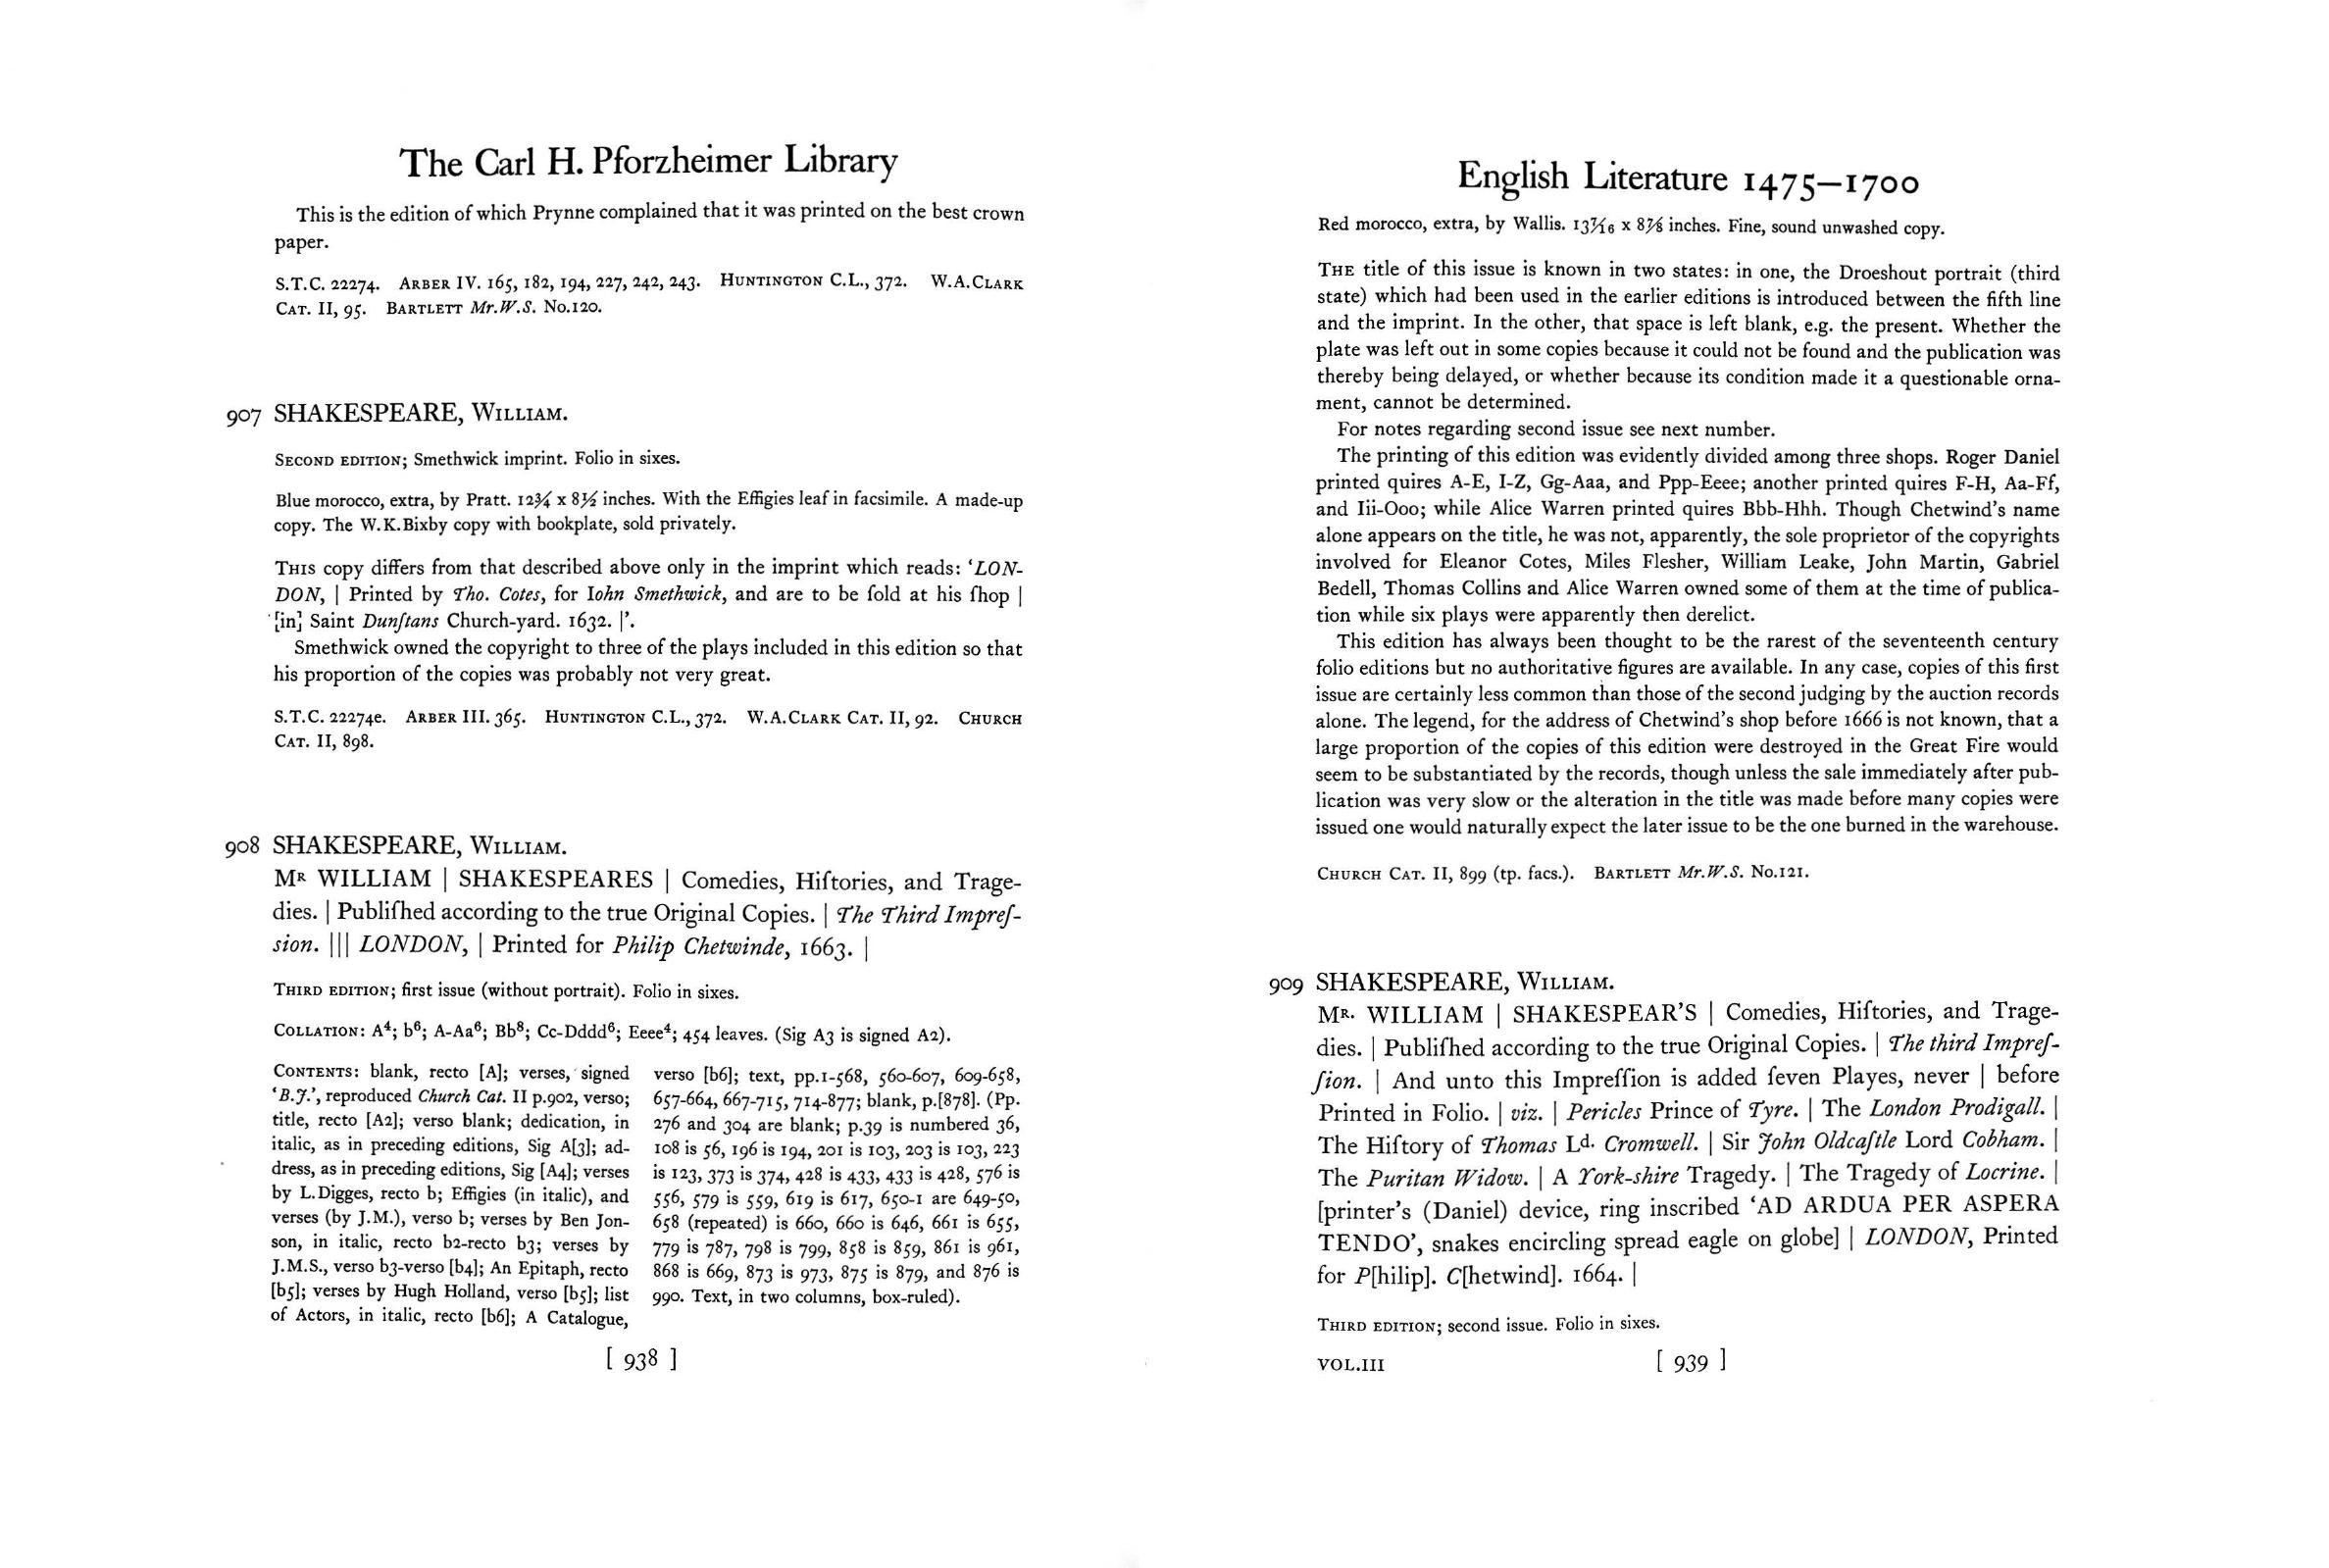 The Carl H. Pforzheimer Library
This is the edition of which Prynne complained that it was printed on the best crown
paper.
S.T.C. 22274. Arber IV. 165, 182, 194, 227, 242, 243. Huntington C.L., 372. W.A.Clark
Cat. II, 95. Bartlett Mr.W.S. No.120.
907 SHAKESPEARE, William.
Second edition; Smethwick imprint. Folio in sixes.
Blue morocco, extra, by Pratt. 12¾ x 8½ inches. With the Effigies leaf in facsimile. A made-up
copy. The W.K.Bixby copy with bookplate, sold privately.
This copy differs from that described above only in the imprint which reads: ‘LON-
DON, | Printed by Tho. Cotes, for Iohn Smethwick, and are to be ſold at his ſhop |
[in] Saint Dunſtans Church-yard. 1632. |’.
Smethwick owned the copyright to three of the plays included in this edition so that
his proportion of the copies was probably not very great.
S.T.C. 22274e. Arber III. 365. Huntington C.L., 372. W.A.Clark Cat. II, 92. Church
Cat. II, 898.
908 SHAKESPEARE, William.
Mᴿ WILLIAM | SHAKESPEARES | Comedies, Hiſtories, and Trage-
dies. | Publiſhed according to the true Original Copies. | The Third Impreſ-
sion. ||| LONDON, | Printed for Philip Chetwinde, 1663. |
Third edition; first issue (without portrait). Folio in sixes.
Collation: A⁴; b⁶; A-Aa⁶; Bb⁸; Cc-Dddd⁶; Eeee⁴; 454 leaves. (Sig A3 is signed A2).
Contents: blank, recto [A]; verses, signed
‘B.J.’, reproduced Church Cat. II p.902, verso;
title, recto [A2]; verso blank; dedication, in
italic, as in preceding editions, Sig A[3]; ad-
dress, as in preceding editions, Sig [A4]; verses
by L.Digges, recto b; Effigies (in italic), and
verses (by J.M.), verso b; verses by Ben Jon-
son, in italic, recto b2-recto b3; verses by
J.M.S., verso b3-verso [b4]; An Epitaph, recto
[b5]; verses by Hugh Holland, verso [b5]; list
of Actors, in italic, recto [b6]; A Catalogue,
verso [b6]; text, pp.1-568, 560-607, 609-658,
657-664, 667-715, 714-877; blank, p.[878]. (Pp.
276 and 304 are blank; p.39 is numbered 36,
108 is 56, 196 is 194, 201 is 103, 203 is 103, 223
is 123, 373 is 374, 428 is 433, 433 is 428, 576 is
556, 579 is 559, 619 is 617, 650-1 are 649-50,
658 (repeated) is 660, 660 is 646, 661 is 655,
779 is 787, 798 is 799, 858 is 859, 861 is 961,
868 is 669, 873 is 973, 875 is 879, and 876 is
990. Text, in two columns, box-ruled).
[ 938 ]
English Literature 1475–1700
Red morocco, extra, by Wallis. 13 7/16 x 8⅞ inches. Fine, sound unwashed copy.
The title of this issue is known in two states: in one, the Droeshout portrait (third
state) which had been used in the earlier editions is introduced between the fifth line
and the imprint. In the other, that space is left blank, e.g. the present. Whether the
plate was left out in some copies because it could not be found and the publication was
thereby being delayed, or whether because its condition made it a questionable orna-
ment, cannot be determined.
For notes regarding second issue see next number.
The printing of this edition was evidently divided among three shops. Roger Daniel
printed quires A-E, I-Z, Gg-Aaa, and Ppp-Eeee; another printed quires F-H, Aa-Ff,
and Iii-Ooo; while Alice Warren printed quires Bbb-Hhh. Though Chetwind's name
alone appears on the title, he was not, apparently, the sole proprietor of the copyrights
involved for Eleanor Cotes, Miles Flesher, William Leake, John Martin, Gabriel
Bedell, Thomas Collins and Alice Warren owned some of them at the time of publica-
tion while six plays were apparently then derelict.
This edition has always been thought to be the rarest of the seventeenth century
folio editions but no authoritative figures are available. In any case, copies of this first
issue are certainly less common than those of the second judging by the auction records
alone. The legend, for the address of Chetwind's shop before 1666 is not known, that a
large proportion of the copies of this edition were destroyed in the Great Fire would
seem to be substantiated by the records, though unless the sale immediately after pub-
lication was very slow or the alteration in the title was made before many copies were
issued one would naturally expect the later issue to be the one burned in the warehouse.
Church Cat. II, 899 (tp. facs.). Bartlett Mr.W.S. No.121.
909 SHAKESPEARE, William.
Mᴿ. WILLIAM | SHAKESPEAR'S | Comedies, Hiſtories, and Trage-
dies. | Publiſhed according to the true Original Copies. | The third Impreſ-
ſion. | And unto this Impreſſion is added ſeven Playes, never | before
Printed in Folio. | viz. | Pericles Prince of Tyre. | The London Prodigall. |
The Hiſtory of Thomas Lᵈ. Cromwell. | Sir John Oldcaſtle Lord Cobham. |
The Puritan Widow. | A York-shire Tragedy. | The Tragedy of Locrine. |
[printer's (Daniel) device, ring inscribed ‘AD ARDUA PER ASPERA
TENDO’, snakes encircling spread eagle on globe] | LONDON, Printed
for P[hilip]. C[hetwind]. 1664. |
Third edition; second issue. Folio in sixes.
VOL.III [ 939 ]